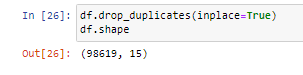 In [26]: df.drop_duplicates(inplace=True)
df.shape
Out[26]: (98619, 15)